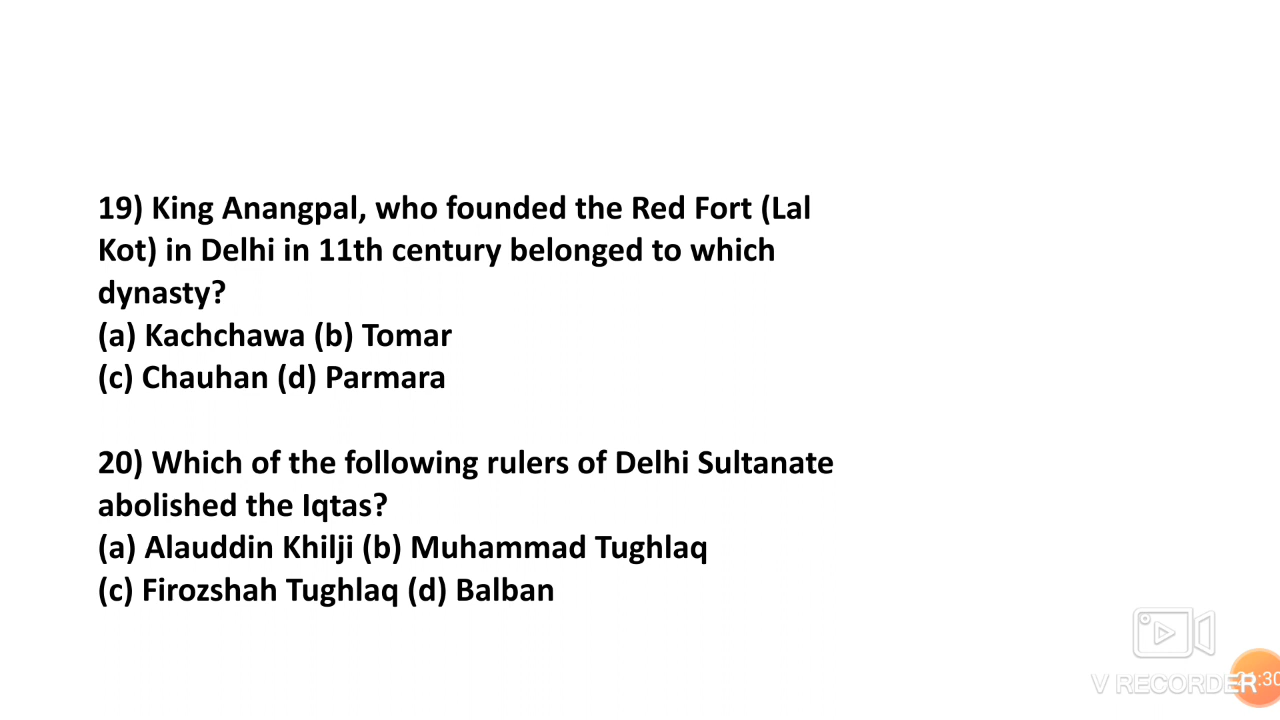 19) King Anangpal, who founded the Red Fort (Lal
Kot) in Delhi in 11th century belonged to which
dynasty?
(a) Kachchawa (b) Tomar
(c) Chauhan (d) Parmara
20) Which of the following rulers of Delhi Sultanate
abolished the Iqtas?
(a) Alauddin Khilji (b) Muhammad Tughlaq
(c) Firozshah Tughlaq (d) Balban
V RECORDER